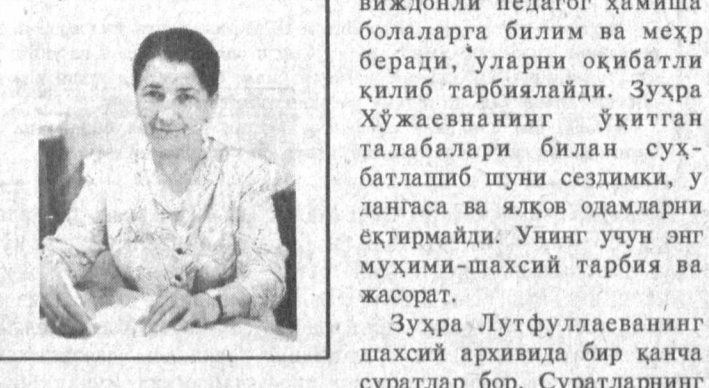 виждонли педагог ҳамиша
болаларга билим ва меҳр
беради, уларни оқибатли
қилиб тарбиялайди. Зуҳра
Хўжаевнанинг ўқитган
талабалари билан суҳ-
батлашиб шуни сездимки, у
дангаса ва ялқов одамларни
ёқтирмайди. Унинг учун энг
муҳими-шахсий тарбия ва
жасорат.
Зуҳра Лутфуллаеванинг
шахсий архивида бир қанча
суратлар бор. Суратларнинг